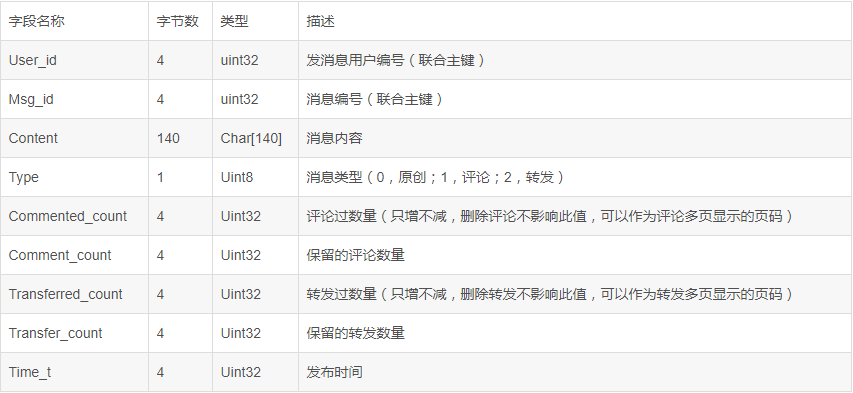 字段名称 字节数 类型 描述
User_id 4 uint32 发消息用户编号（联合主键）
Msg_id 4 uint32 消息编号（联合主键）
Content 140 Char[140] 消息内容
Type 1 Uint8 消息类型（0，原创；1，评论；2，转发）
Commented_count 4 Uint32 评论过数量（只增不减，删除评论不影响此值，可以作为评论多页显示的页码）
Comment_count 4 Uint32 保留的评论数量
Transferred_count 4 Uint32 转发过数量（只增不减，删除转发不影响此值，可以作为转发多页显示的页码）
Transfer_count 4 Uint32 保留的转发数量
Time_t 4 Uint32 发布时间